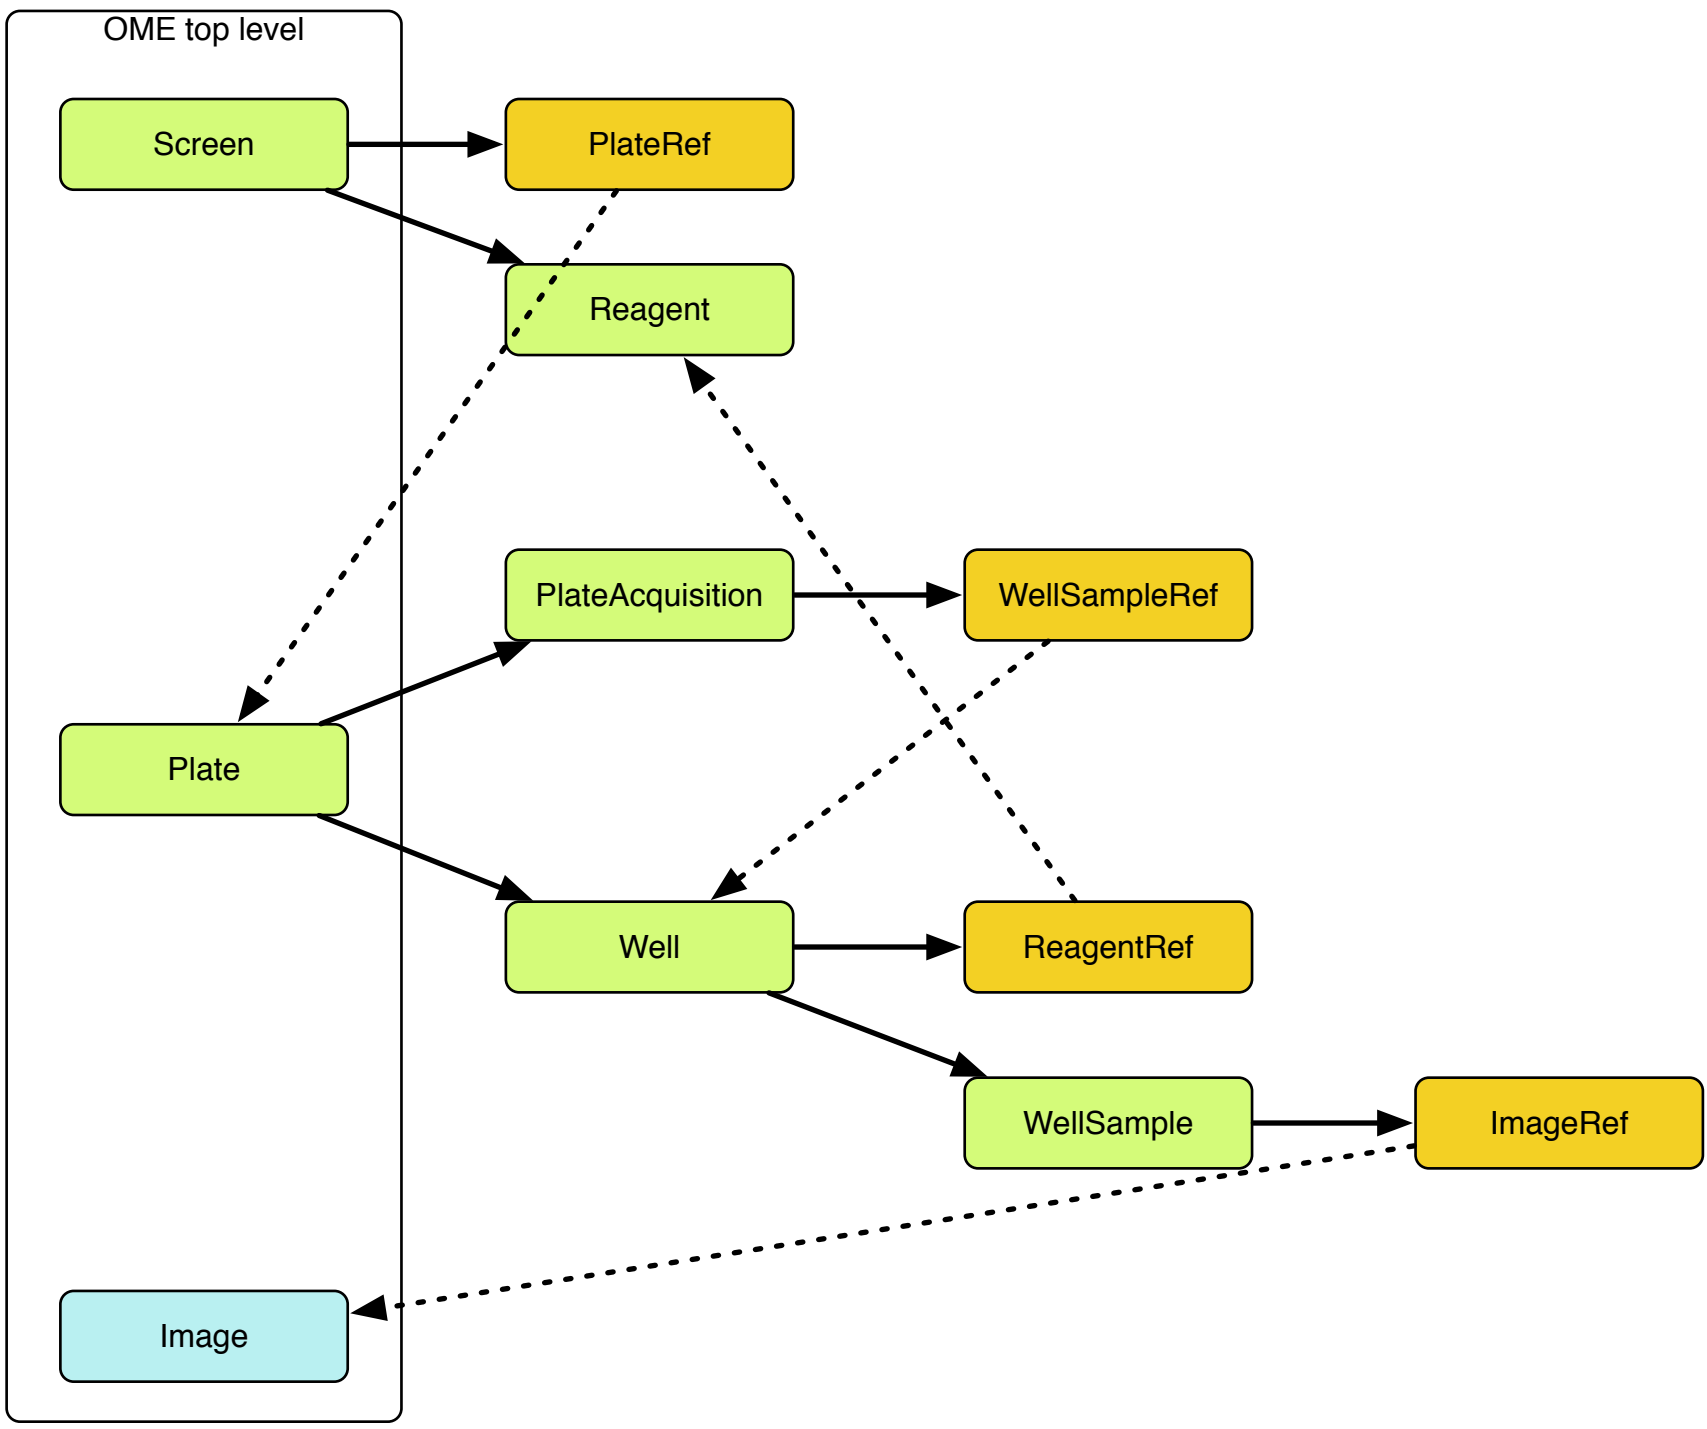 OME top level
Screen
PlateRef
Reagent
PlateAcquisition
WellSampleRef
Plate
Well
ReagentRef
WellSample
ImageRef
Image